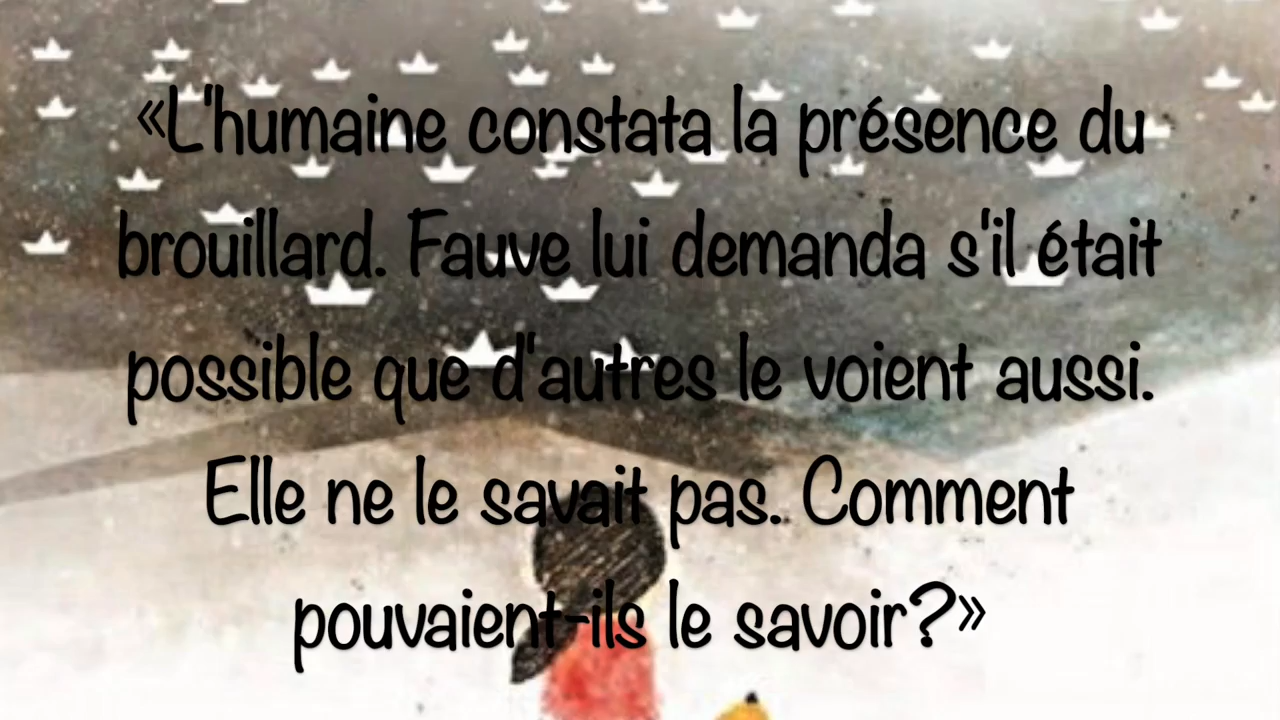 «L'humaine constata la présence du
brouillard. Fauve lui demanda s'il était
possible que d'autres le voient aussi.
Elle ne le savait pas. Comment
pouvaient-ils le savoir?»